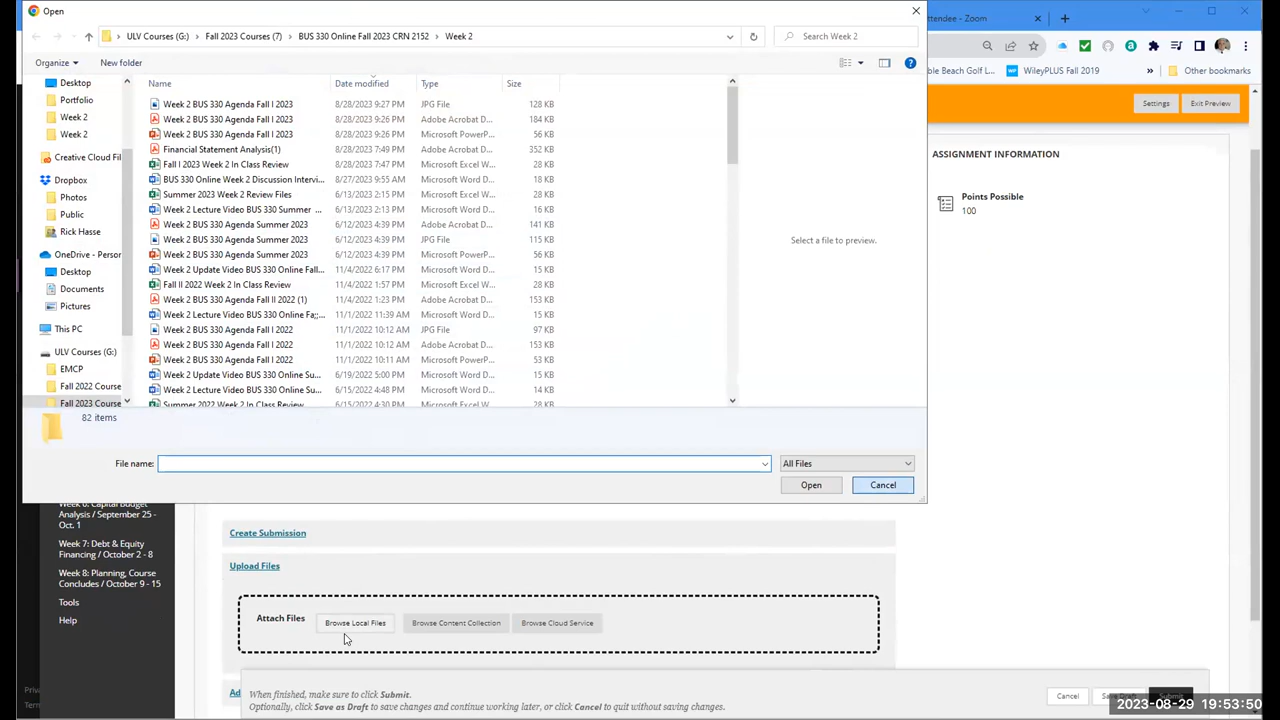 Open
ttendee - Zoom
ULV Courses (G:) > Fall 2023 Courses (7) > BUS 330 Online Fall 2023 CRN 2152 > Week 2
Search Week 2
Organize
New folder
ble Beach Golf L...
WileyPLUS Fall 2019
Other bookmarks
Name Date modified Type Size
Desktop
Portfolio
Week 2
Week 2
Creative Cloud Fil
Dropbox
Photos
Public
Rick Hasse
OneDrive - Person
Desktop
Documents
Pictures
This PC
ULV Courses (G:)
EMCP
Fall 2022 Course
Fall 2023 Course
Week 2 BUS 330 Agenda Fall I 2023 8/28/2023 9:27 PM JPG File 128 KB
Week 2 BUS 330 Agenda Fall I 2023 8/28/2023 9:26 PM Adobe Acrobat D... 184 KB
Week 2 BUS 330 Agenda Fall I 2023 8/28/2023 9:26 PM Microsoft PowerP... 56 KB
Financial Statement Analysis(1) 8/28/2023 7:49 PM Adobe Acrobat D... 352 KB
Fall I 2023 Week 2 In Class Review 8/28/2023 7:47 PM Microsoft Excel W... 28 KB
BUS 330 Online Week 2 Discussion Intervi... 8/27/2023 9:55 AM Microsoft Word D... 18 KB
Summer 2023 Week 2 Review Files 6/13/2023 2:15 PM Microsoft Excel W... 28 KB
Week 2 Lecture Video BUS 330 Summer ... 6/13/2023 2:13 PM Microsoft Word D... 16 KB
Week 2 BUS 330 Agenda Summer 2023 6/12/2023 4:39 PM Adobe Acrobat D... 141 KB
Week 2 BUS 330 Agenda Summer 2023 6/12/2023 4:39 PM JPG File 115 KB
Week 2 BUS 330 Agenda Summer 2023 6/12/2023 4:39 PM Microsoft PowerP... 56 KB
Week 2 Update Video BUS 330 Online Fall... 11/4/2022 6:17 PM Microsoft Word D... 15 KB
Fall II 2022 Week 2 In Class Review 11/4/2022 1:57 PM Microsoft Excel W... 28 KB
Week 2 BUS 330 Agenda Fall II 2022 (1) 11/4/2022 1:23 PM Adobe Acrobat D... 153 KB
Week 2 Lecture Video BUS 330 Online Fa;;... 11/1/2022 11:39 AM Microsoft Word D... 15 KB
Week 2 BUS 330 Agenda Fall I 2022 11/1/2022 10:12 AM JPG File 97 KB
Week 2 BUS 330 Agenda Fall I 2022 11/1/2022 10:12 AM Adobe Acrobat D... 153 KB
Week 2 BUS 330 Agenda Fall I 2022 11/1/2022 10:11 AM Microsoft PowerP... 53 KB
Week 2 Update Video BUS 330 Online Su... 6/19/2022 5:00 PM Microsoft Word D... 15 KB
Week 2 Lecture Video BUS 330 Online Su... 6/15/2022 4:48 PM Microsoft Word D... 14 KB
Summer 2022 Week 2 In Class Review 6/15/2022 4:30 PM Microsoft Excel W... 28 KB
Select a file to preview.
82 items
File name:
All Files
Open
Cancel
Settings
Exit Preview
ASSIGNMENT INFORMATION
Points Possible
100
Week 6: Capital Budget
Analysis / September 25 -
Oct. 1
Week 7: Debt & Equity
Financing / October 2 - 8
Week 8: Planning, Course
Concludes / October 9 - 15
Tools
Help
Create Submission
Upload Files
Attach Files
Browse Local Files
Browse Content Collection
Browse Cloud Service
When finished, make sure to click Submit.
Optionally, click Save as Draft to save changes and continue working later, or click Cancel to quit without saving changes.
Cancel
Submit
2023-08-29 19:53:50